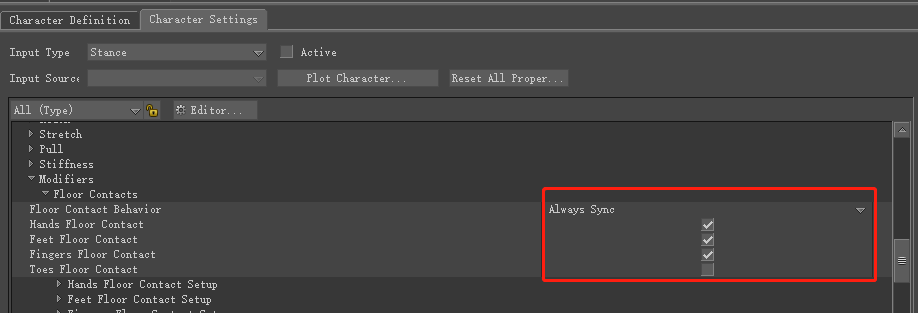 Character Definition Character Settings
Input Type Stance Active
Input Source Plot Character... Reset All Proper...
All (Type) Editor...
Stretch
Pull
Stiffness
Modifiers
Floor Contacts
Floor Contact Behavior Always Sync
Hands Floor Contact
Feet Floor Contact
Fingers Floor Contact
Toes Floor Contact
Hands Floor Contact Setup
Feet Floor Contact Setup